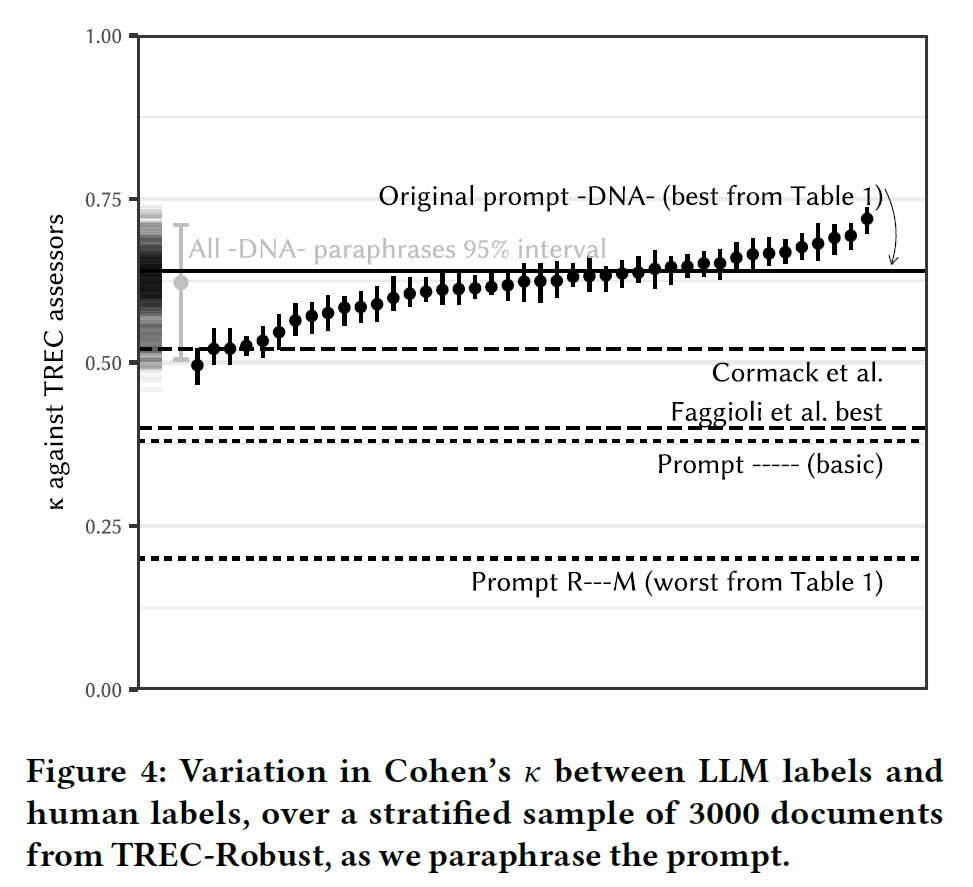 1.00
0.75
0.50
0.25
0.00
κ against TREC assessors
Original prompt -DNA- (best from Table 1)
All -DNA- paraphrases 95% interval
Cormack et al.
Faggioli et al. best
Prompt ----- (basic)
Prompt R---M (worst from Table 1)
Figure 4: Variation in Cohen's κ between LLM labels and
human labels, over a stratified sample of 3000 documents
from TREC-Robust, as we paraphrase the prompt.